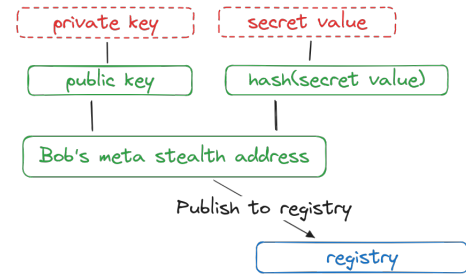 private key
secret value
public key
hash(secret value)
Bob's meta stealth address
Publish to registry
registry